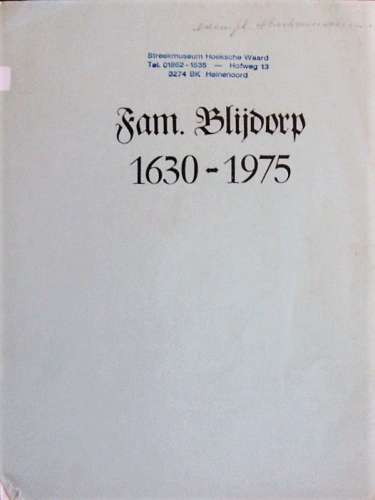 Streekmuseum Hoeksche Waard
Tel. 01862-1535 — Hofweg 13
3274 BK Heinenoord
Fam. Blijdorp
1630 - 1975